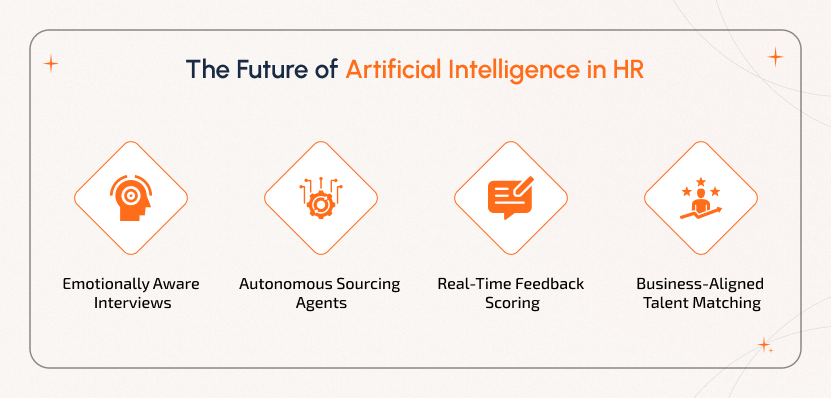 The Future of Artificial Intelligence in HR
Emotionally Aware
Interviews
Autonomous Sourcing
Agents
Real-Time Feedback
Scoring
Business-Aligned
Talent Matching